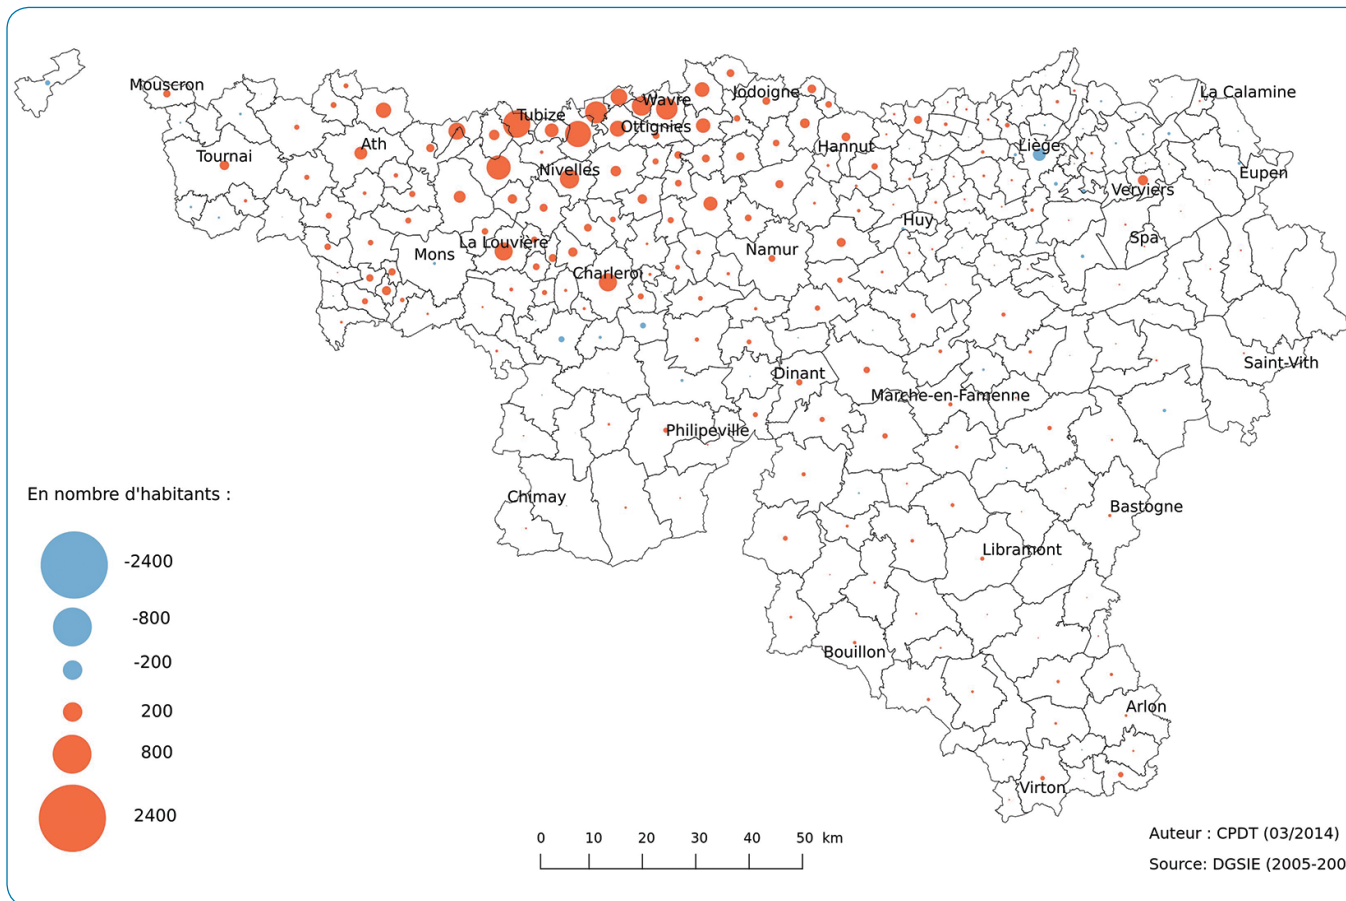 Mouscron
La Calamine
Wavre
Jodoigne
Tubize
Ottignies
Ath
Hannut
Liège
Tournai
Nivelles
Eupen
Verviers
Huy
Spa
La Louvière
Namur
Mons
Charleroi
Saint-Vith
Dinant
Marche-en-Famenne
Philipeville
Chimay
Bastogne
Libramont
Bouillon
Arlon
Virton
En nombre d'habitants :
-2400
-800
-200
200
800
2400
0 10 20 30 40 50 km
Auteur : CPDT (03/2014)
Source: DGSIE (2005-200